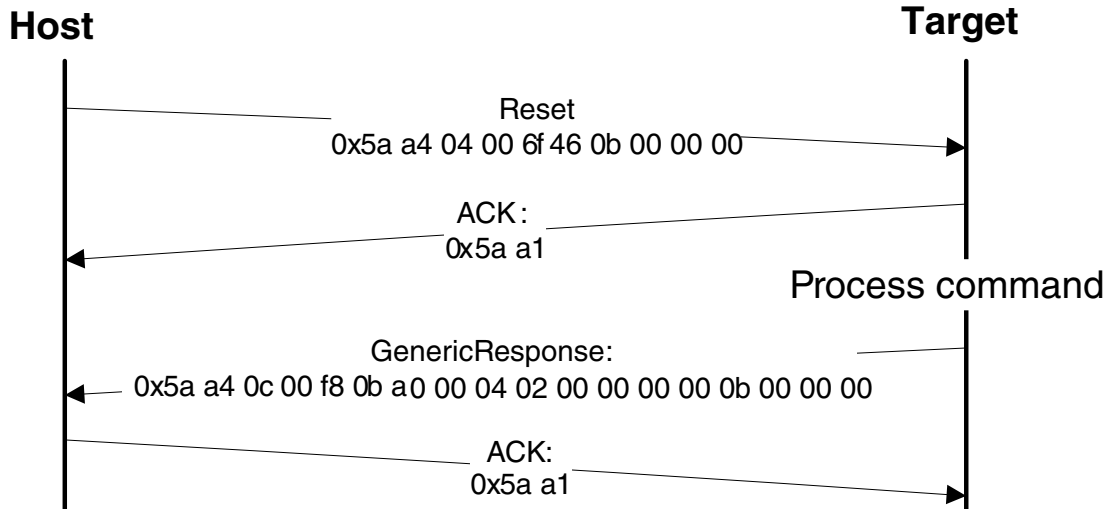 Host
Target
Reset
0x5a a4 04 00 6f 46 0b 00 00 00
ACK:
0x5a a1
Process command
GenericResponse:
0x5a a4 0c 00 f8 0b a0 00 04 02 00 00 00 00 0b 00 00 00
ACK:
0x5a a1